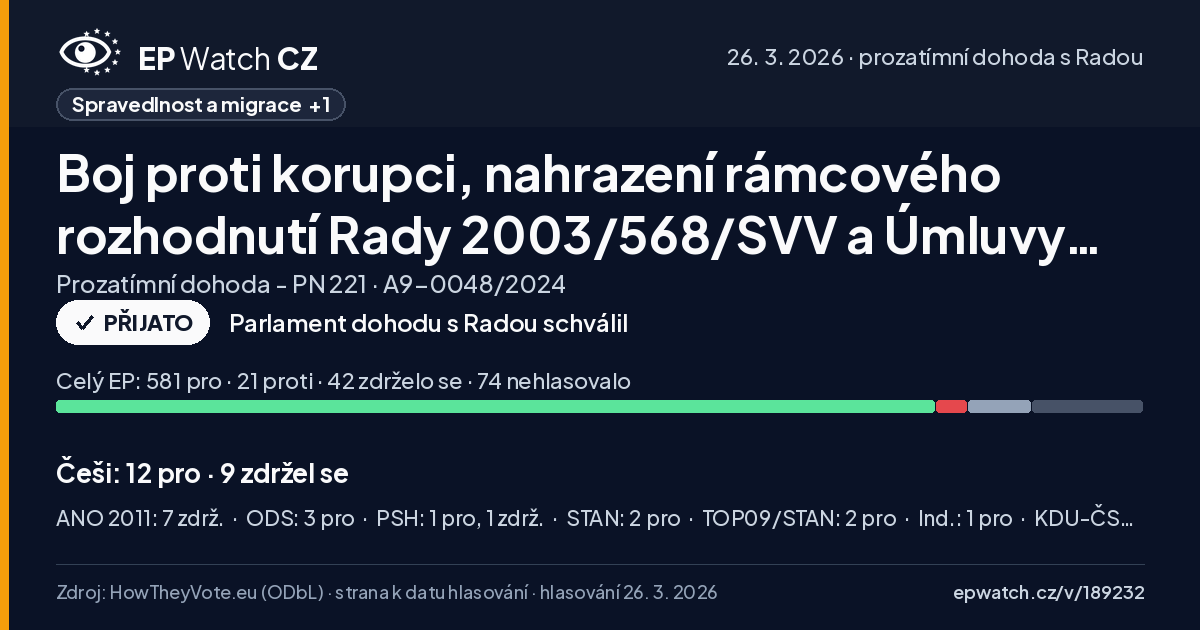 EP Watch CZ
26. 3. 2026 · prozatímní dohoda s Radou
Spravedlnost a migrace +1
Boj proti korupci, nahrazení rámcového
rozhodnutí Rady 2003/568/SVV a Úmluvy…
Prozatímní dohoda – PN 221 · A9–0048/2024
✓ PŘIJATO
Parlament dohodu s Radou schválil
Celý EP: 581 pro · 21 proti · 42 zdrželo se · 74 nehlasovalo
Češi: 12 pro · 9 zdržel se
ANO 2011: 7 zdrž. · ODS: 3 pro · PSH: 1 pro, 1 zdrž. · STAN: 2 pro · TOP09/STAN: 2 pro · Ind.: 1 pro · KDU-ČS…
Zdroj: HowTheyVote.eu (ODbL) · strana k datu hlasování · hlasování 26. 3. 2026
epwatch.cz/v/189232